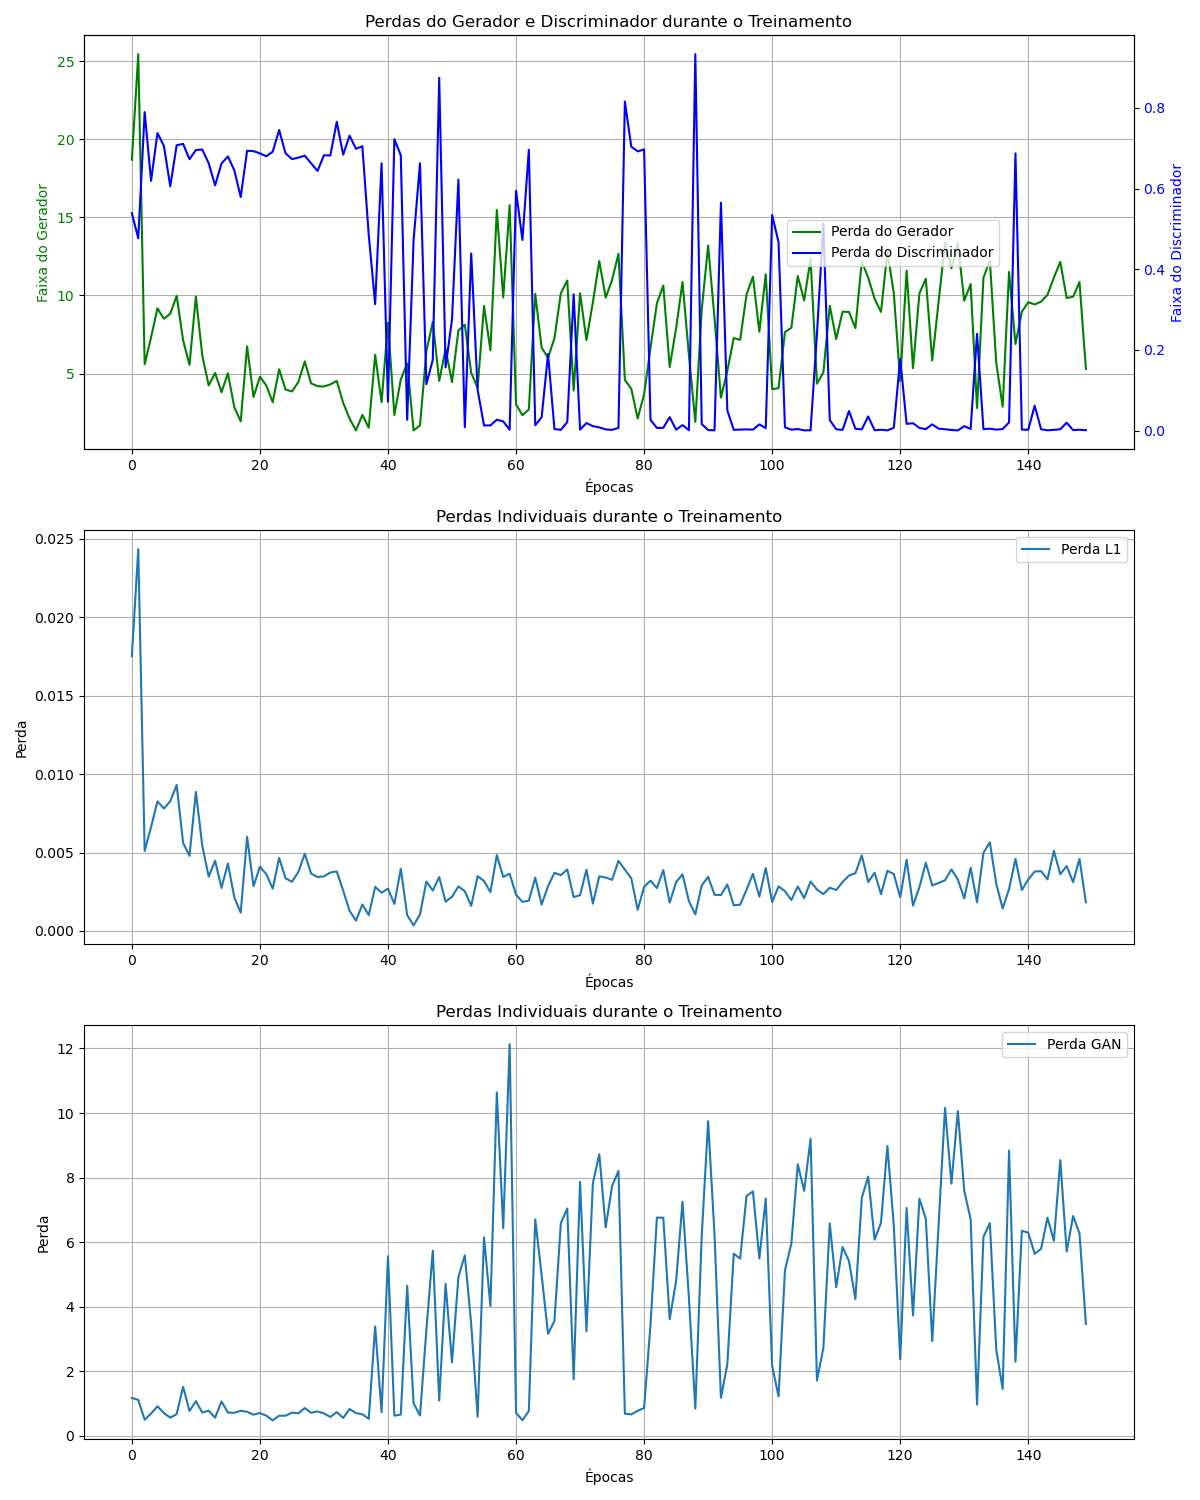 Perdas do Gerador e Discriminador durante o Treinamento
Faixa do Gerador
25
20
15
10
5
Perda do Gerador
Perda do Discriminador
0.8
0.6
0.4
0.2
0.0
Faixa do Discriminador
0 20 40 60 80 100 120 140
Épocas
Perdas Individuais durante o Treinamento
Perda
0.025
0.020
0.015
0.010
0.005
0.000
Perda L1
0 20 40 60 80 100 120 140
Épocas
Perdas Individuais durante o Treinamento
Perda
12
10
8
6
4
2
0
Perda GAN
0 20 40 60 80 100 120 140
Épocas